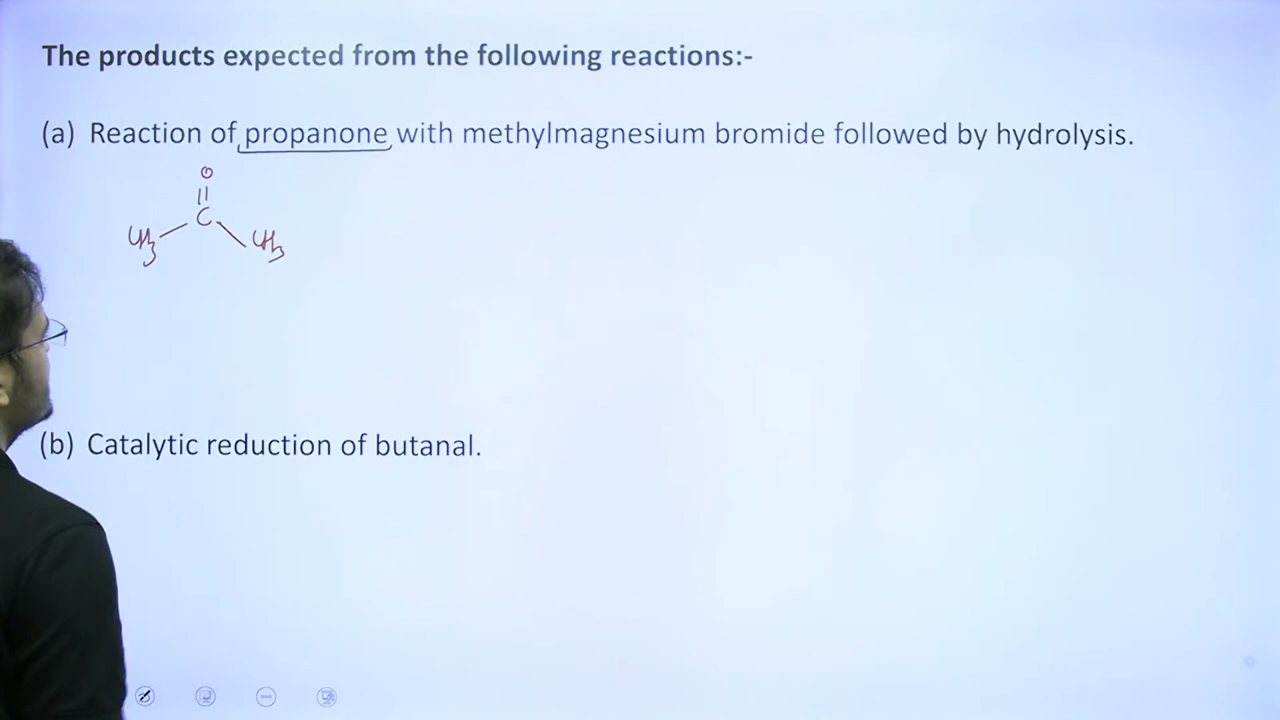 The products expected from the following reactions:-
(a) Reaction of propanone with methylmagnesium bromide followed by hydrolysis.
O
||
C
CH3 CH3
(b) Catalytic reduction of butanal.